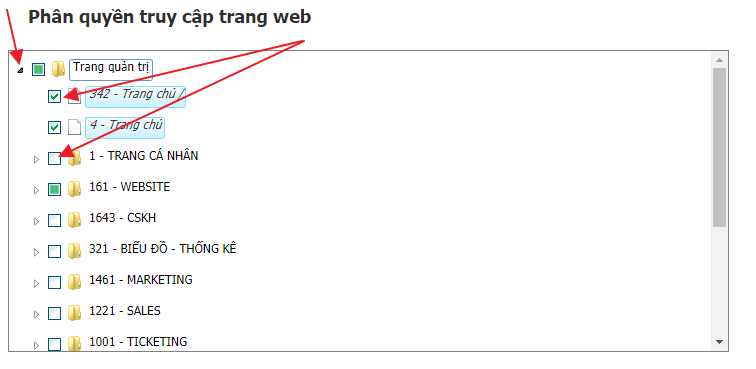 Phân quyền truy cập trang web
Trang quản trị
342 - Trang chủ /
4 - Trang chủ
1 - TRANG CÁ NHÂN
161 - WEBSITE
1643 - CSKH
321 - BIỂU ĐỒ - THỐNG KÊ
1461 - MARKETING
1221 - SALES
1001 - TICKETING